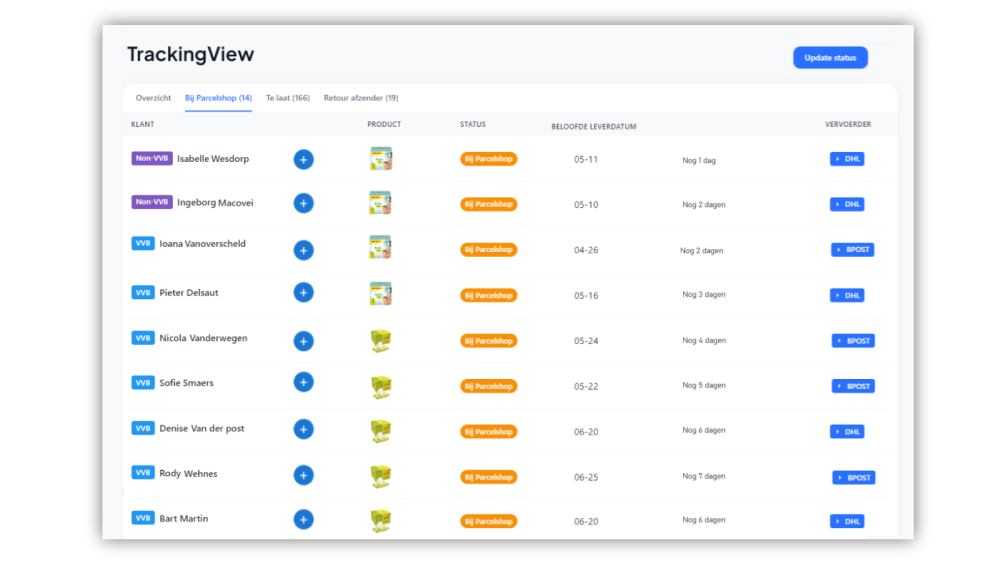 TrackingView
Update status
Overzicht Bij Parcelshop (14) Te laat (166) Retour afzender (19)
KLANT PRODUCT STATUS BELOOFDE LEVERDATUM VERVOERDER
Non-VVB Isabelle Wesdorp + Bij Parcelshop 05-11 Nog 1 dag DHL
Non-VVB Ingeborg Macovei + Bij Parcelshop 05-10 Nog 2 dagen DHL
VVB Ioana Vanoverscheld + Bij Parcelshop 04-26 Nog 2 dagen BPOST
VVB Pieter Delsaut + Bij Parcelshop 05-16 Nog 3 dagen DHL
VVB Nicola Vanderwegen + Bij Parcelshop 05-24 Nog 4 dagen BPOST
VVB Sofie Smaers + Bij Parcelshop 05-22 Nog 5 dagen BPOST
VVB Denise Van der post + Bij Parcelshop 06-20 Nog 6 dagen DHL
VVB Rody Wehnes + Bij Parcelshop 06-25 Nog 7 dagen BPOST
VVB Bart Martin + Bij Parcelshop 06-20 Nog 6 dagen DHL